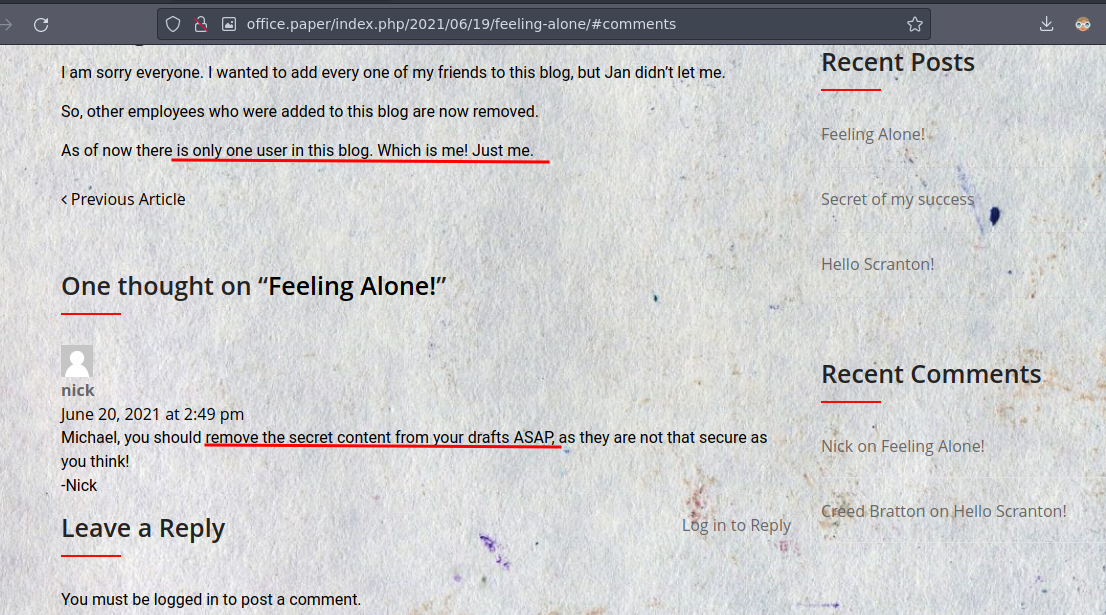 office.paper/index.php/2021/06/19/feeling-alone/#comments
I am sorry everyone. I wanted to add every one of my friends to this blog, but Jan didn’t let me.
So, other employees who were added to this blog are now removed.
As of now there is only one user in this blog. Which is me! Just me.
‹ Previous Article
One thought on “Feeling Alone!”
nick
June 20, 2021 at 2:49 pm
Michael, you should remove the secret content from your drafts ASAP, as they are not that secure as
you think!
-Nick
Leave a Reply
Log in to Reply
You must be logged in to post a comment.
Recent Posts
Feeling Alone!
Secret of my success
Hello Scranton!
Recent Comments
Nick on Feeling Alone!
Creed Bratton on Hello Scranton!